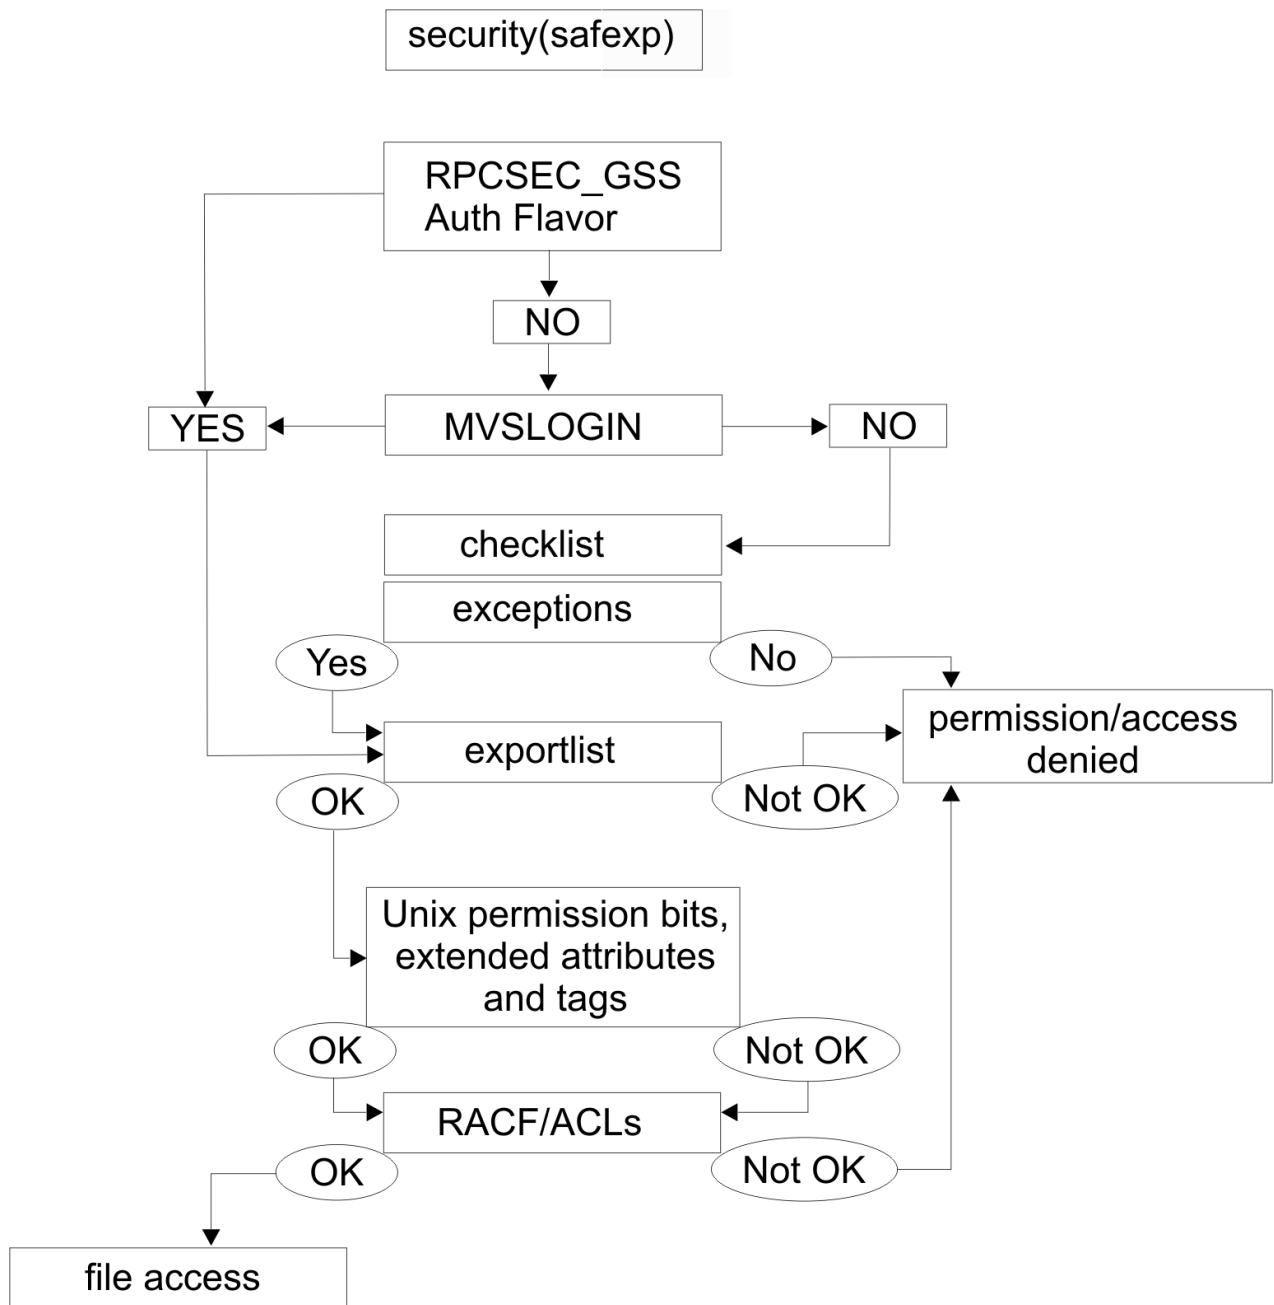 security(safexp)
RPCSEC_GSS
Auth Flavor
NO
YES
MVSLOGIN
NO
checklist
exceptions
Yes
No
permission/access
denied
exportlist
OK
Not OK
Unix permission bits,
extended attributes
and tags
OK
Not OK
RACF/ACLs
OK
Not OK
file access